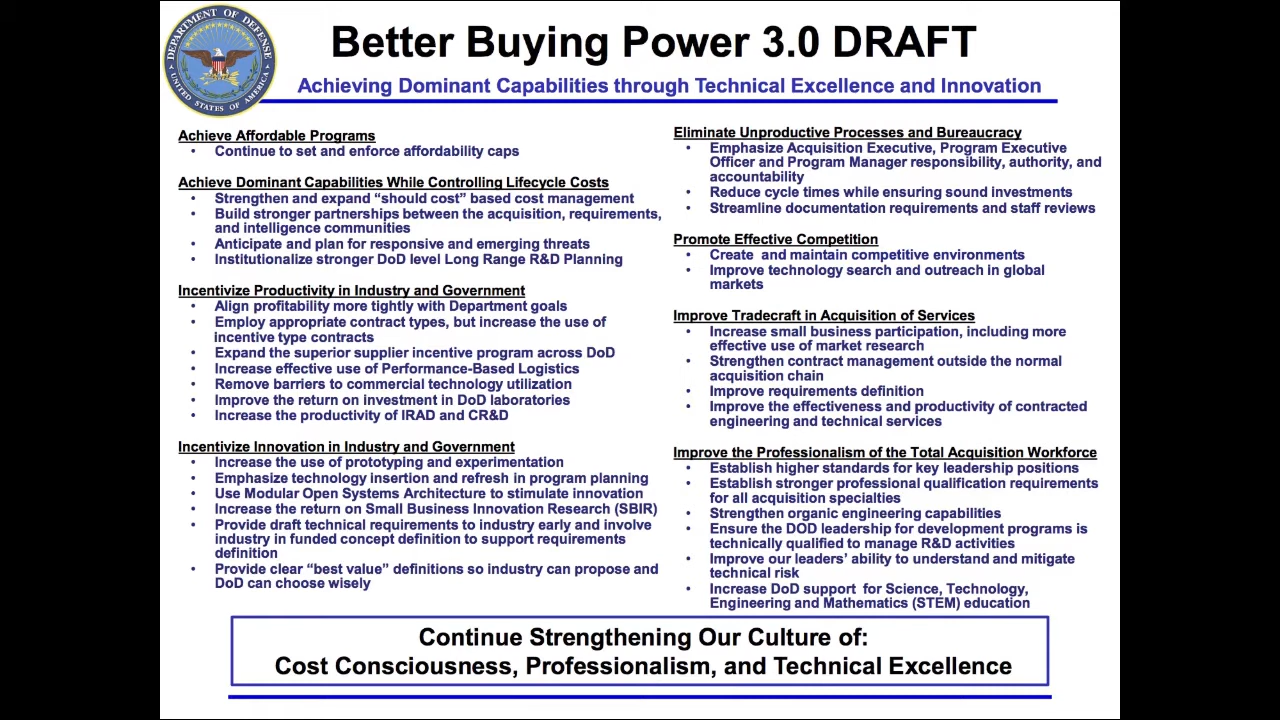 DEPARTMENT OF DEFENSE
UNITED STATES OF AMERICA
Better Buying Power 3.0 DRAFT
Achieving Dominant Capabilities through Technical Excellence and Innovation
Achieve Affordable Programs
• Continue to set and enforce affordability caps
Achieve Dominant Capabilities While Controlling Lifecycle Costs
• Strengthen and expand “should cost” based cost management
• Build stronger partnerships between the acquisition, requirements,
and intelligence communities
• Anticipate and plan for responsive and emerging threats
• Institutionalize stronger DoD level Long Range R&D Planning
Incentivize Productivity in Industry and Government
• Align profitability more tightly with Department goals
• Employ appropriate contract types, but increase the use of
incentive type contracts
• Expand the superior supplier incentive program across DoD
• Increase effective use of Performance-Based Logistics
• Remove barriers to commercial technology utilization
• Improve the return on investment in DoD laboratories
• Increase the productivity of IRAD and CR&D
Incentivize Innovation in Industry and Government
• Increase the use of prototyping and experimentation
• Emphasize technology insertion and refresh in program planning
• Use Modular Open Systems Architecture to stimulate innovation
• Increase the return on Small Business Innovation Research (SBIR)
• Provide draft technical requirements to industry early and involve
industry in funded concept definition to support requirements
definition
• Provide clear “best value” definitions so industry can propose and
DoD can choose wisely
Eliminate Unproductive Processes and Bureaucracy
• Emphasize Acquisition Executive, Program Executive
Officer and Program Manager responsibility, authority, and
accountability
• Reduce cycle times while ensuring sound investments
• Streamline documentation requirements and staff reviews
Promote Effective Competition
• Create and maintain competitive environments
• Improve technology search and outreach in global
markets
Improve Tradecraft in Acquisition of Services
• Increase small business participation, including more
effective use of market research
• Strengthen contract management outside the normal
acquisition chain
• Improve requirements definition
• Improve the effectiveness and productivity of contracted
engineering and technical services
Improve the Professionalism of the Total Acquisition Workforce
• Establish higher standards for key leadership positions
• Establish stronger professional qualification requirements
for all acquisition specialties
• Strengthen organic engineering capabilities
• Ensure the DOD leadership for development programs is
technically qualified to manage R&D activities
• Improve our leaders’ ability to understand and mitigate
technical risk
• Increase DoD support for Science, Technology,
Engineering and Mathematics (STEM) education
Continue Strengthening Our Culture of:
Cost Consciousness, Professionalism, and Technical Excellence